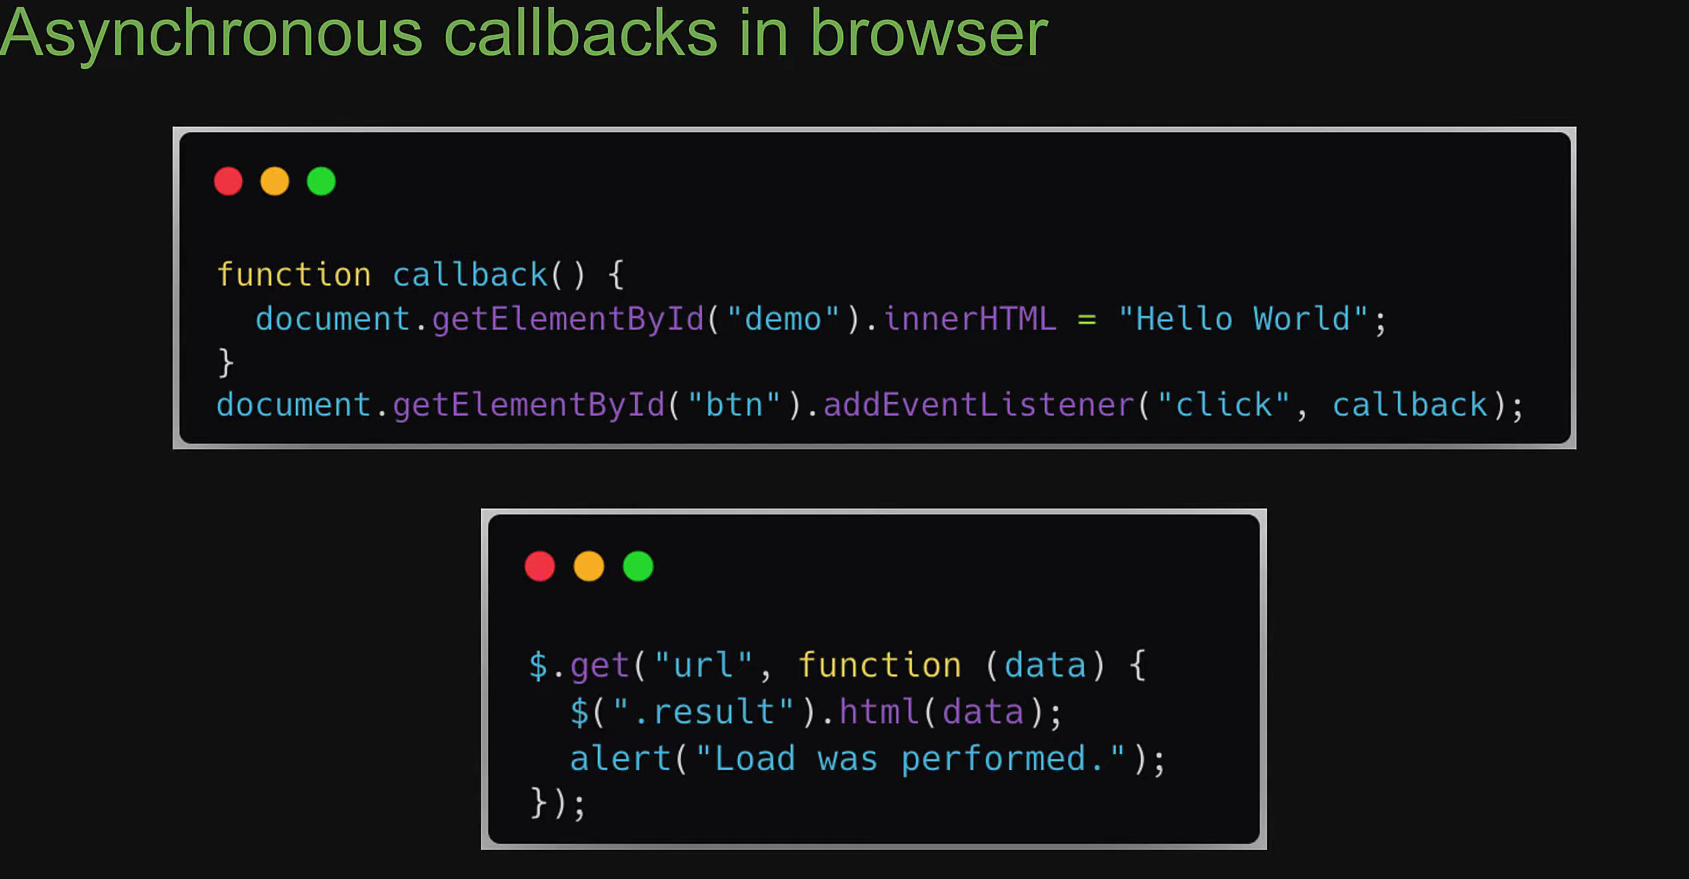 Asynchronous callbacks in browser
function callback() {
  document.getElementById("demo").innerHTML = "Hello World";
}
document.getElementById("btn").addEventListener("click", callback);
$.get("url", function (data) {
  $(".result").html(data);
  alert("Load was performed.");
});